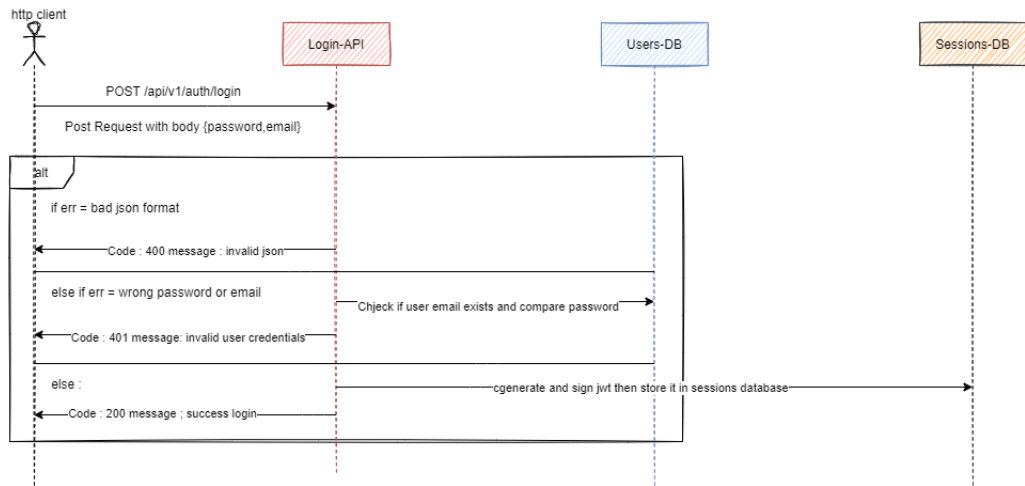 http client
Login-API
Users-DB
Sessions-DB
POST /api/v1/auth/login
Post Request with body {password,email}
alt
if err = bad json format
Code : 400 message : invalid json
else if err = wrong password or email
Chjeck if user email exists and compare password
Code : 401 message: invalid user credentials
else :
cgenerate and sign jwt then store it in sessions database
Code : 200 message ; success login